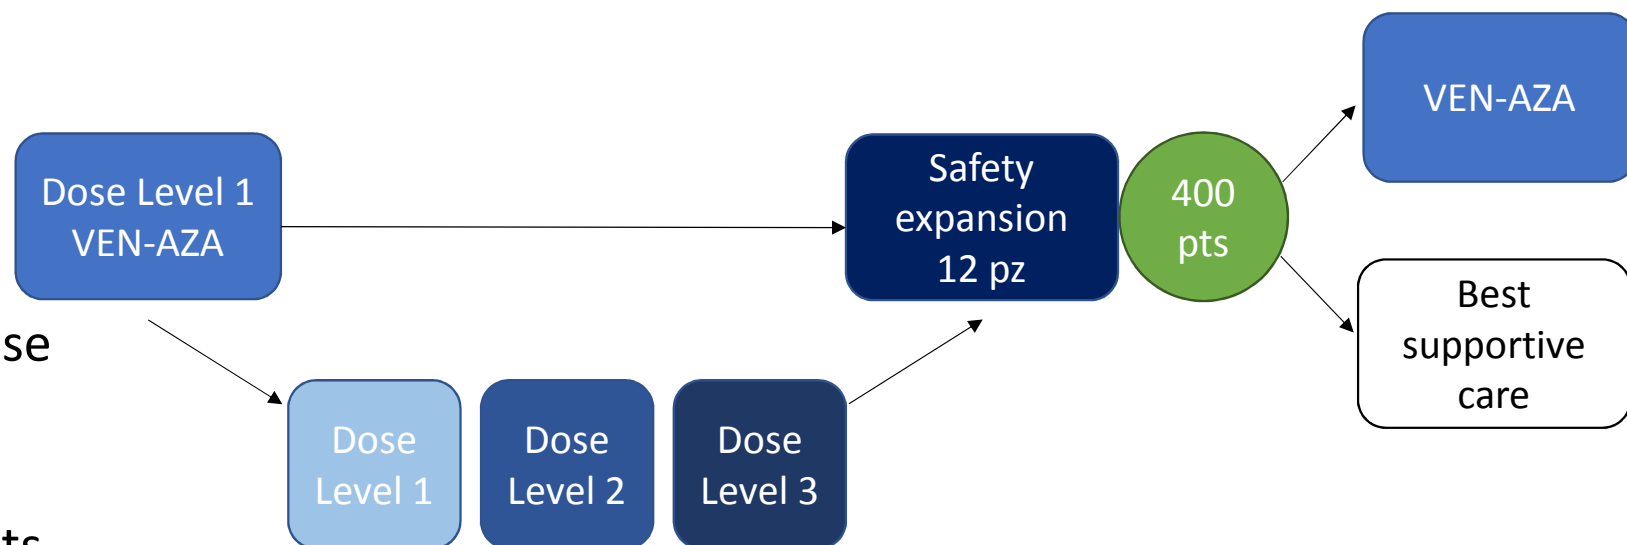 VEN-AZA
Dose Level 1
VEN-AZA
Safety
expansion
12 pz
400
pts
Best
supportive
care
se
Dose
Level 1
Dose
Level 2
Dose
Level 3
ts